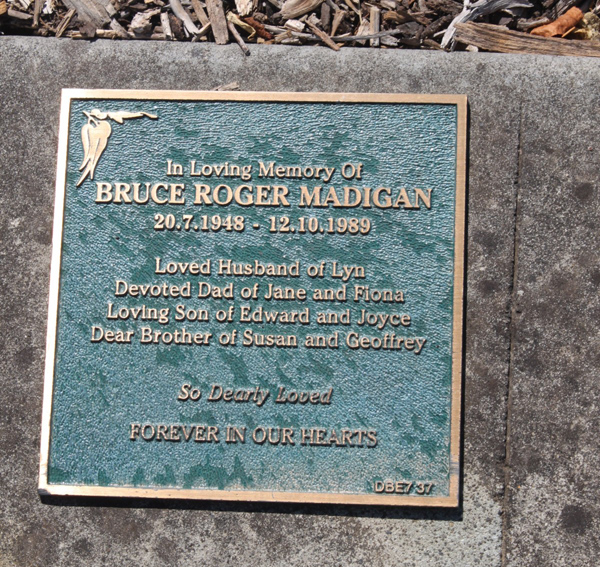 In Loving Memory Of
BRUCE ROGER MADIGAN
20.7.1948 - 12.10.1989
Loved Husband of Lyn
Devoted Dad of Jane and Fiona
Loving Son of Edward and Joyce
Dear Brother of Susan and Geoffrey
So Dearly Loved
FOREVER IN OUR HEARTS
DBE7 37